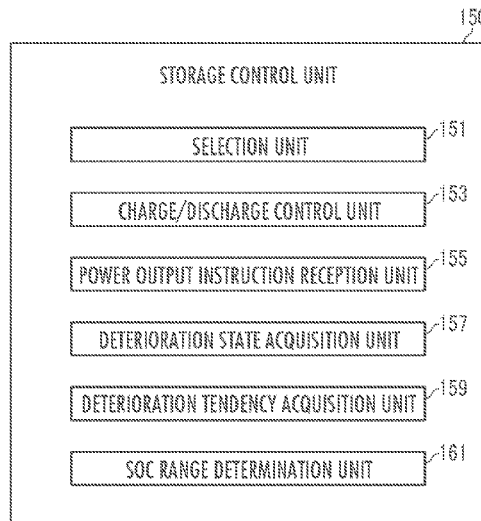 150
STORAGE CONTROL UNIT
151
SELECTION UNIT
153
CHARGE/DISCHARGE CONTROL UNIT
155
POWER OUTPUT INSTRUCTION RECEPTION UNIT
157
DETERIORATION STATE ACQUISITION UNIT
159
DETERIORATION TENDENCY ACQUISITION UNIT
161
SOC RANGE DETERMINATION UNIT